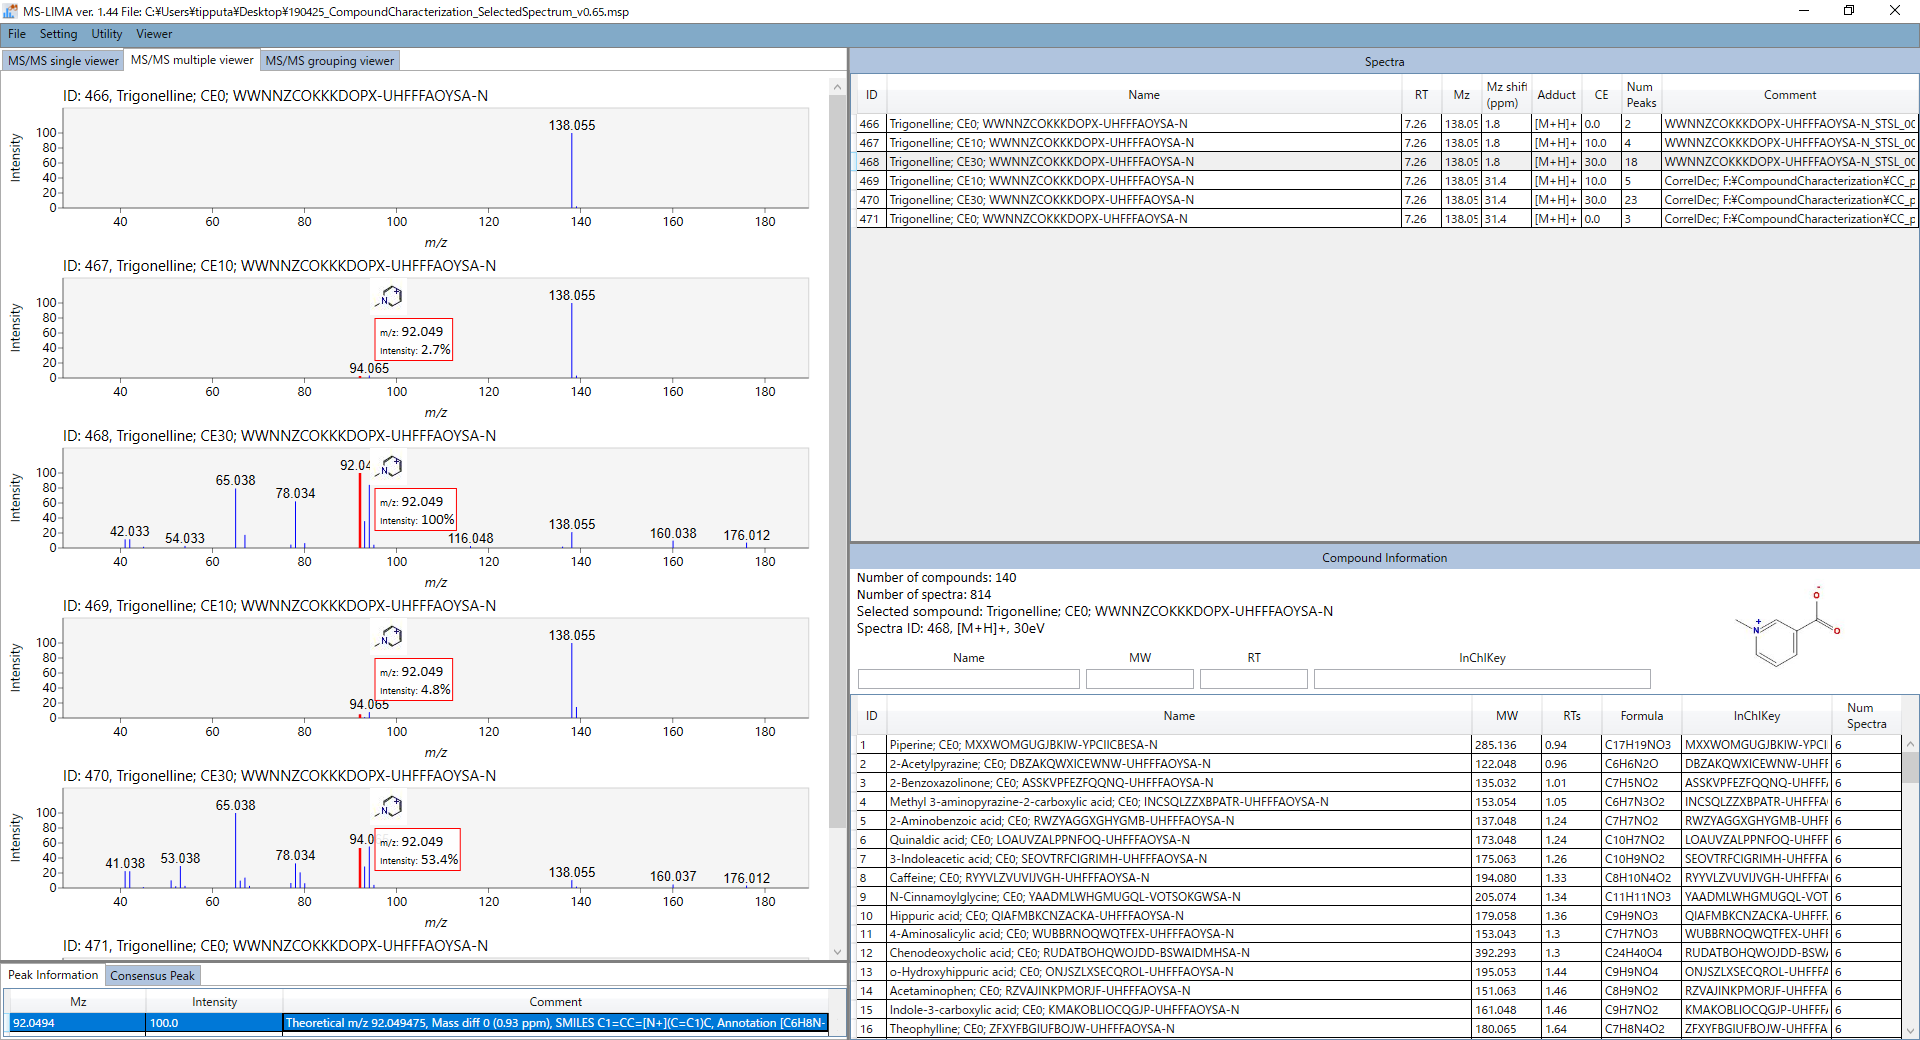 MS-LIMA ver. 1.44 File: C:¥Users¥tipputa¥Desktop¥190425_CompoundCharacterization_SelectedSpectrum_v0.65.msp
File Setting Utility Viewer
MS/MS single viewer MS/MS multiple viewer MS/MS grouping viewer
ID: 466, Trigonelline; CE0; WWNNZCOKKKDOPX-UHFFFAOYSA-N
Intensity
100
80
60
40
20
0
138.055
40 60 80 100 120 140 160 180
m/z
ID: 467, Trigonelline; CE10; WWNNZCOKKKDOPX-UHFFFAOYSA-N
Intensity
100
80
60
40
20
0
N
+
138.055
m/z: 92.049
Intensity: 2.7%
94.065
40 60 80 100 120 140 160 180
m/z
ID: 468, Trigonelline; CE30; WWNNZCOKKKDOPX-UHFFFAOYSA-N
Intensity
100
80
60
40
20
0
42.033 54.033 65.038 78.034 92.04
N
+
m/z: 92.049
Intensity: 100%
116.048 138.055 160.038 176.012
40 60 80 100 120 140 160 180
m/z
ID: 469, Trigonelline; CE10; WWNNZCOKKKDOPX-UHFFFAOYSA-N
Intensity
100
80
60
40
20
0
N
+
138.055
m/z: 92.049
Intensity: 4.8%
94.065
40 60 80 100 120 140 160 180
m/z
ID: 470, Trigonelline; CE30; WWNNZCOKKKDOPX-UHFFFAOYSA-N
Intensity
100
80
60
40
20
0
41.038 53.038 65.038 78.034 94.0
N
+
m/z: 92.049
Intensity: 53.4%
138.055 160.037 176.012
40 60 80 100 120 140 160 180
m/z
ID: 471, Trigonelline; CE0; WWNNZCOKKKDOPX-UHFFFAOYSA-N
Peak Information Consensus Peak
Mz Intensity Comment
92.0494 100.0 Theoretical m/z 92.049475, Mass diff 0 (0.93 ppm), SMILES C1=CC=[N+](C=C1)C, Annotation [C6H8N-
Spectra
ID Name RT Mz Mz shift (ppm) Adduct CE Num Peaks Comment
466 Trigonelline; CE0; WWNNZCOKKKDOPX-UHFFFAOYSA-N 7.26 138.05 1.8 [M+H]+ 0.0 2 WWNNZCOKKKDOPX-UHFFFAOYSA-N_STSL_00
467 Trigonelline; CE10; WWNNZCOKKKDOPX-UHFFFAOYSA-N 7.26 138.05 1.8 [M+H]+ 10.0 4 WWNNZCOKKKDOPX-UHFFFAOYSA-N_STSL_00
468 Trigonelline; CE30; WWNNZCOKKKDOPX-UHFFFAOYSA-N 7.26 138.05 1.8 [M+H]+ 30.0 18 WWNNZCOKKKDOPX-UHFFFAOYSA-N_STSL_00
469 Trigonelline; CE10; WWNNZCOKKKDOPX-UHFFFAOYSA-N 7.26 138.05 31.4 [M+H]+ 10.0 5 CorrelDec; F:¥CompoundCharacterization¥CC_p
470 Trigonelline; CE30; WWNNZCOKKKDOPX-UHFFFAOYSA-N 7.26 138.05 31.4 [M+H]+ 30.0 23 CorrelDec; F:¥CompoundCharacterization¥CC_p
471 Trigonelline; CE0; WWNNZCOKKKDOPX-UHFFFAOYSA-N 7.26 138.05 31.4 [M+H]+ 0.0 3 CorrelDec; F:¥CompoundCharacterization¥CC_p
Compound Information
Number of compounds: 140
Number of spectra: 814
Selected sompound: Trigonelline; CE0; WWNNZCOKKKDOPX-UHFFFAOYSA-N
Spectra ID: 468, [M+H]+, 30eV
-
O
+
N
O
Name MW RT InChIKey
ID Name MW RTs Formula InChIKey Num Spectra
1 Piperine; CE0; MXXWOMGUGJBKIW-YPCIICBESA-N 285.136 0.94 C17H19NO3 MXXWOMGUGJBKIW-YPCI 6
2 2-Acetylpyrazine; CE0; DBZAKQWXICEWNW-UHFFFAOYSA-N 122.048 0.96 C6H6N2O DBZAKQWXICEWNW-UHFF 6
3 2-Benzoxazolinone; CE0; ASSKVPFEZFQQNQ-UHFFFAOYSA-N 135.032 1.01 C7H5NO2 ASSKVPFEZFQQNQ-UHFFFA 6
4 Methyl 3-aminopyrazine-2-carboxylic acid; CE0; INCSQLZZXBPATR-UHFFFAOYSA-N 153.054 1.05 C6H7N3O2 INCSQLZZXBPATR-UHFFFA 6
5 2-Aminobenzoic acid; CE0; RWZYAGGXGHYGMB-UHFFFAOYSA-N 137.048 1.24 C7H7NO2 RWZYAGGXGHYGMB-UHFF 6
6 Quinaldic acid; CE0; LOAUVZALPPNFOQ-UHFFFAOYSA-N 173.048 1.24 C10H7NO2 LOAUVZALPPNFOQ-UHFFF 6
7 3-Indoleacetic acid; CE0; SEOVTRFCIGRIMH-UHFFFAOYSA-N 175.063 1.26 C10H9NO2 SEOVTRFCIGRIMH-UHFFFA 6
8 Caffeine; CE0; RYYVLZVUVIJVGH-UHFFFAOYSA-N 194.080 1.33 C8H10N4O2 RYYVLZVUVIJVGH-UHFFFA 6
9 N-Cinnamoylglycine; CE0; YAADMLWHGMUGQL-VOTSOKGWSA-N 205.074 1.34 C11H11NO3 YAADMLWHGMUGQL-VOT 6
10 Hippuric acid; CE0; QIAFMBKCNZACKA-UHFFFAOYSA-N 179.058 1.36 C9H9NO3 QIAFMBKCNZACKA-UHFFF. 6
11 4-Aminosalicylic acid; CE0; WUBBRNOQWQTFEX-UHFFFAOYSA-N 153.043 1.3 C7H7NO3 WUBBRNOQWQTFEX-UHFF 6
12 Chenodeoxycholic acid; CE0; RUDATBOHQWOJDD-BSWAIDMHSA-N 392.293 1.3 C24H40O4 RUDATBOHQWOJDD-BSWA 6
13 o-Hydroxyhippuric acid; CE0; ONJSZLXSECQROL-UHFFFAOYSA-N 195.053 1.44 C9H9NO4 ONJSZLXSECQROL-UHFFFA 6
14 Acetaminophen; CE0; RZVAJINKPMORJF-UHFFFAOYSA-N 151.063 1.46 C8H9NO2 RZVAJINKPMORJF-UHFFFA 6
15 Indole-3-carboxylic acid; CE0; KMAKOBLIOCQGJP-UHFFFAOYSA-N 161.048 1.46 C9H7NO2 KMAKOBLIOCQGJP-UHFFFA 6
16 Theophylline; CE0; ZFXYFBGIUFBOJW-UHFFFAOYSA-N 180.065 1.64 C7H8N4O2 ZFXYFBGIUFBOJW-UHFFFA 6